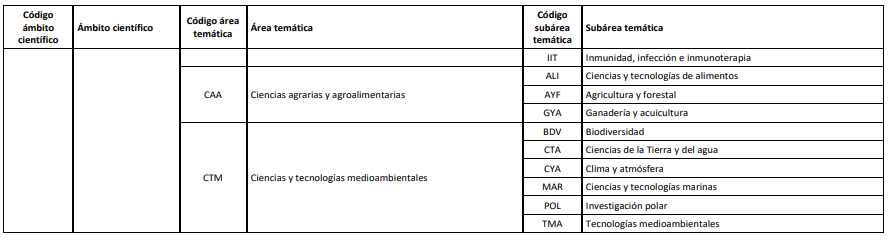 Código ámbito científico
Ámbito científico
Código área temática
Área temática
Código subárea temática
Subárea temática
IIT Inmunidad, infección e inmunoterapia
CAA Ciencias agrarias y agroalimentarias
ALI Ciencias y tecnologías de alimentos
AYF Agricultura y forestal
GYA Ganadería y acuicultura
CTM Ciencias y tecnologías medioambientales
BDV Biodiversidad
CTA Ciencias de la Tierra y del agua
CYA Clima y atmósfera
MAR Ciencias y tecnologías marinas
POL Investigación polar
TMA Tecnologías medioambientales